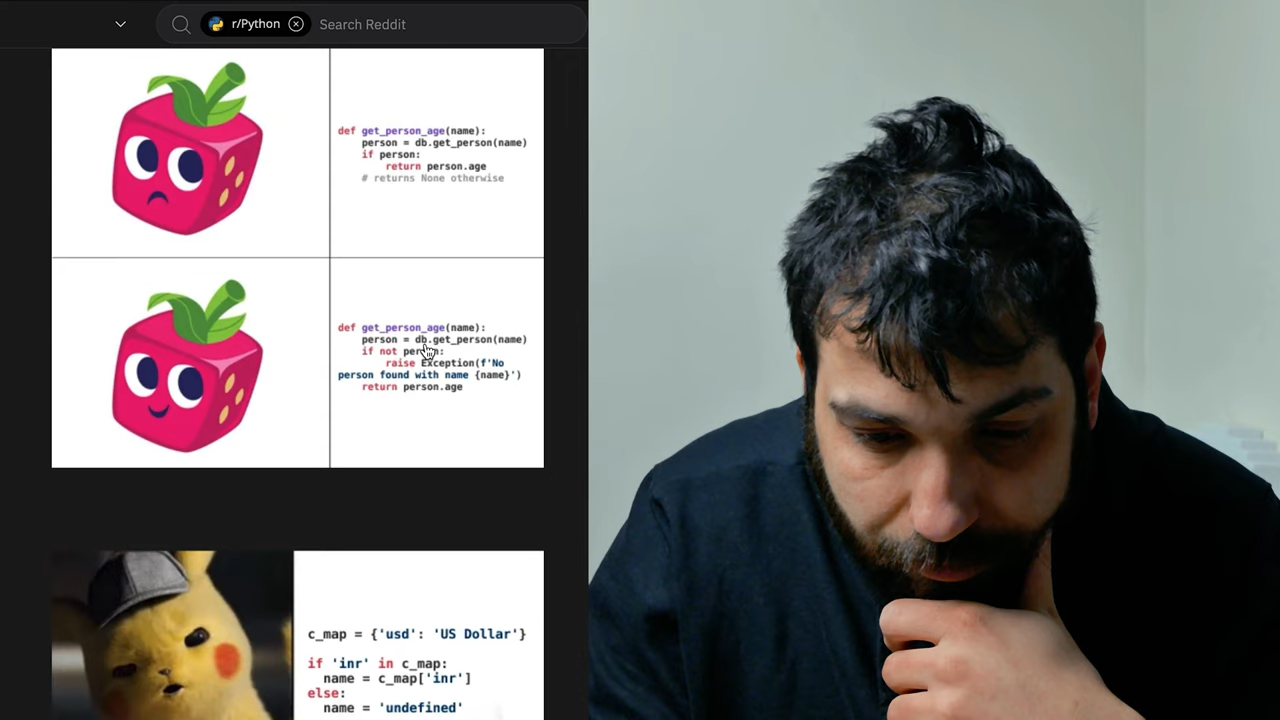 r/Python
Search Reddit
def get_person_age(name):
    person = db.get_person(name)
    if person:
        return person.age
    # returns None otherwise
def get_person_age(name):
    person = db.get_person(name)
    if not person:
        raise Exception(f'No
person found with name {name}')
    return person.age
c_map = {'usd': 'US Dollar'}
if 'inr' in c_map:
  name = c_map['inr']
else:
  name = 'undefined'